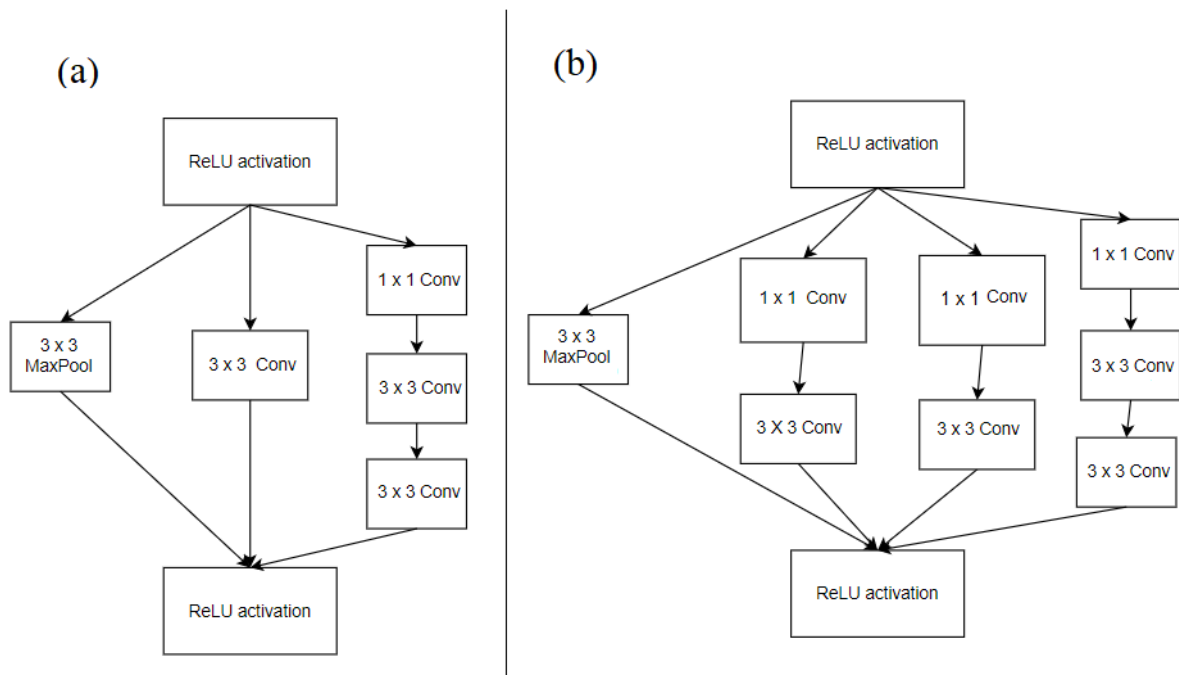 (a)
ReLU activation
1 x 1 Conv
3 x 3
MaxPool
3 x 3 Conv
3 x 3 Conv
3 x 3 Conv
ReLU activation
(b)
ReLU activation
1 x 1 Conv
1 x 1 Conv
1 x 1 Conv
3 x 3
MaxPool
3 x 3 Conv
3 X 3 Conv
3 x 3 Conv
3 x 3 Conv
ReLU activation